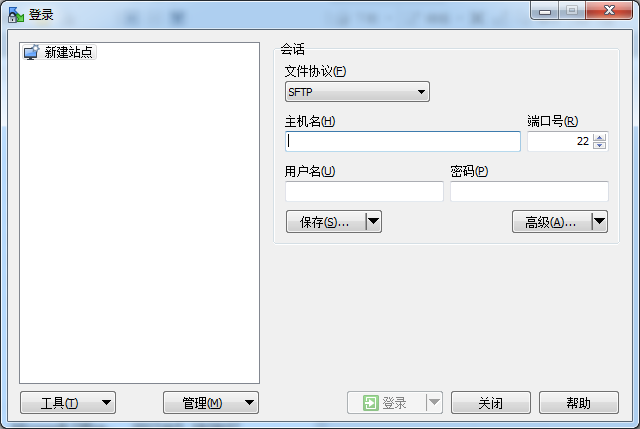 登录
新建站点
会话
文件协议(F)
SFTP
主机名(H)
端口号(R)
22
用户名(U)
密码(P)
保存(S)...
高级(A)...
工具(T)
管理(M)
登录
关闭
帮助